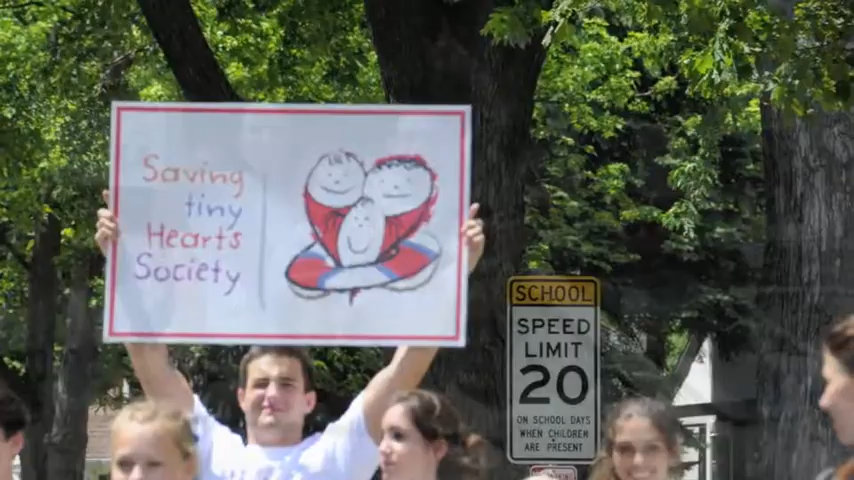 Saving
tiny
Hearts
Society
SCHOOL
SPEED
LIMIT
20
ON SCHOOL DAYS
WHEN CHILDREN
ARE PRESENT